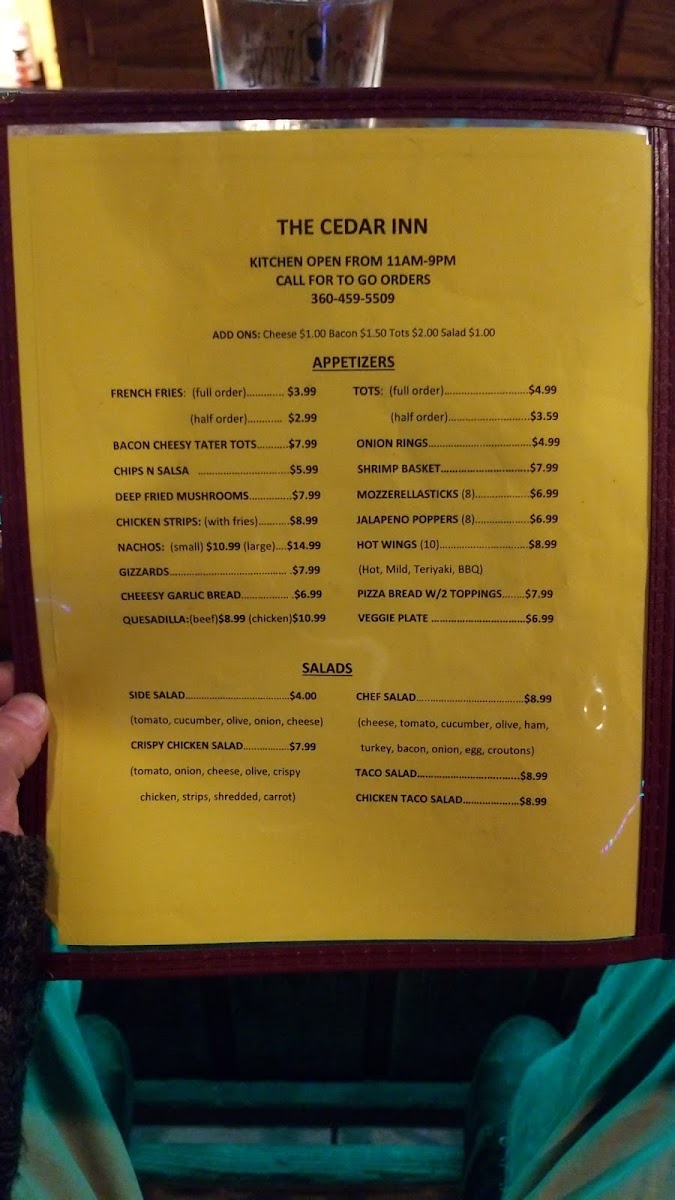 THE CEDAR INN
KITCHEN OPEN FROM 11AM-9PM
CALL FOR TO GO ORDERS
360-459-5509
ADD ONS: Cheese $1.00 Bacon $1.50 Tots $2.00 Salad $1.00
APPETIZERS
FRENCH FRIES: (full order)............ $3.99
(half order)........... $2.99
BACON CHEESY TATER TOTS..........$7.99
CHIPS N SALSA ............................$5.99
DEEP FRIED MUSHROOMS.............$7.99
CHICKEN STRIPS: (with fries)..........$8.99
NACHOS: (small) $10.99 (large)....$14.99
GIZZARDS..................................... .$7.99
CHEEESY GARLIC BREAD................ .$6.99
QUESADILLA:(beef)$8.99 (chicken)$10.99
TOTS: (full order)...........................$4.99
(half order)..........................$3.59
ONION RINGS.................................$4.99
SHRIMP BASKET............................$7.99
MOZZERELLASTICKS (8)..................$6.99
JALAPENO POPPERS (8)..................$6.99
HOT WINGS (10).............................$8.99
(Hot, Mild, Teriyaki, BBQ)
PIZZA BREAD W/2 TOPPINGS.......$7.99
VEGGIE PLATE ..............................$6.99
SALADS
SIDE SALAD.................................$4.00
(tomato, cucumber, olive, onion, cheese)
CRISPY CHICKEN SALAD...............$7.99
(tomato, onion, cheese, olive, crispy
chicken, strips, shredded, carrot)
CHEF SALAD..................................$8.99
(cheese, tomato, cucumber, olive, ham,
turkey, bacon, onion, egg, croutons)
TACO SALAD.................................$8.99
CHICKEN TACO SALAD...................$8.99